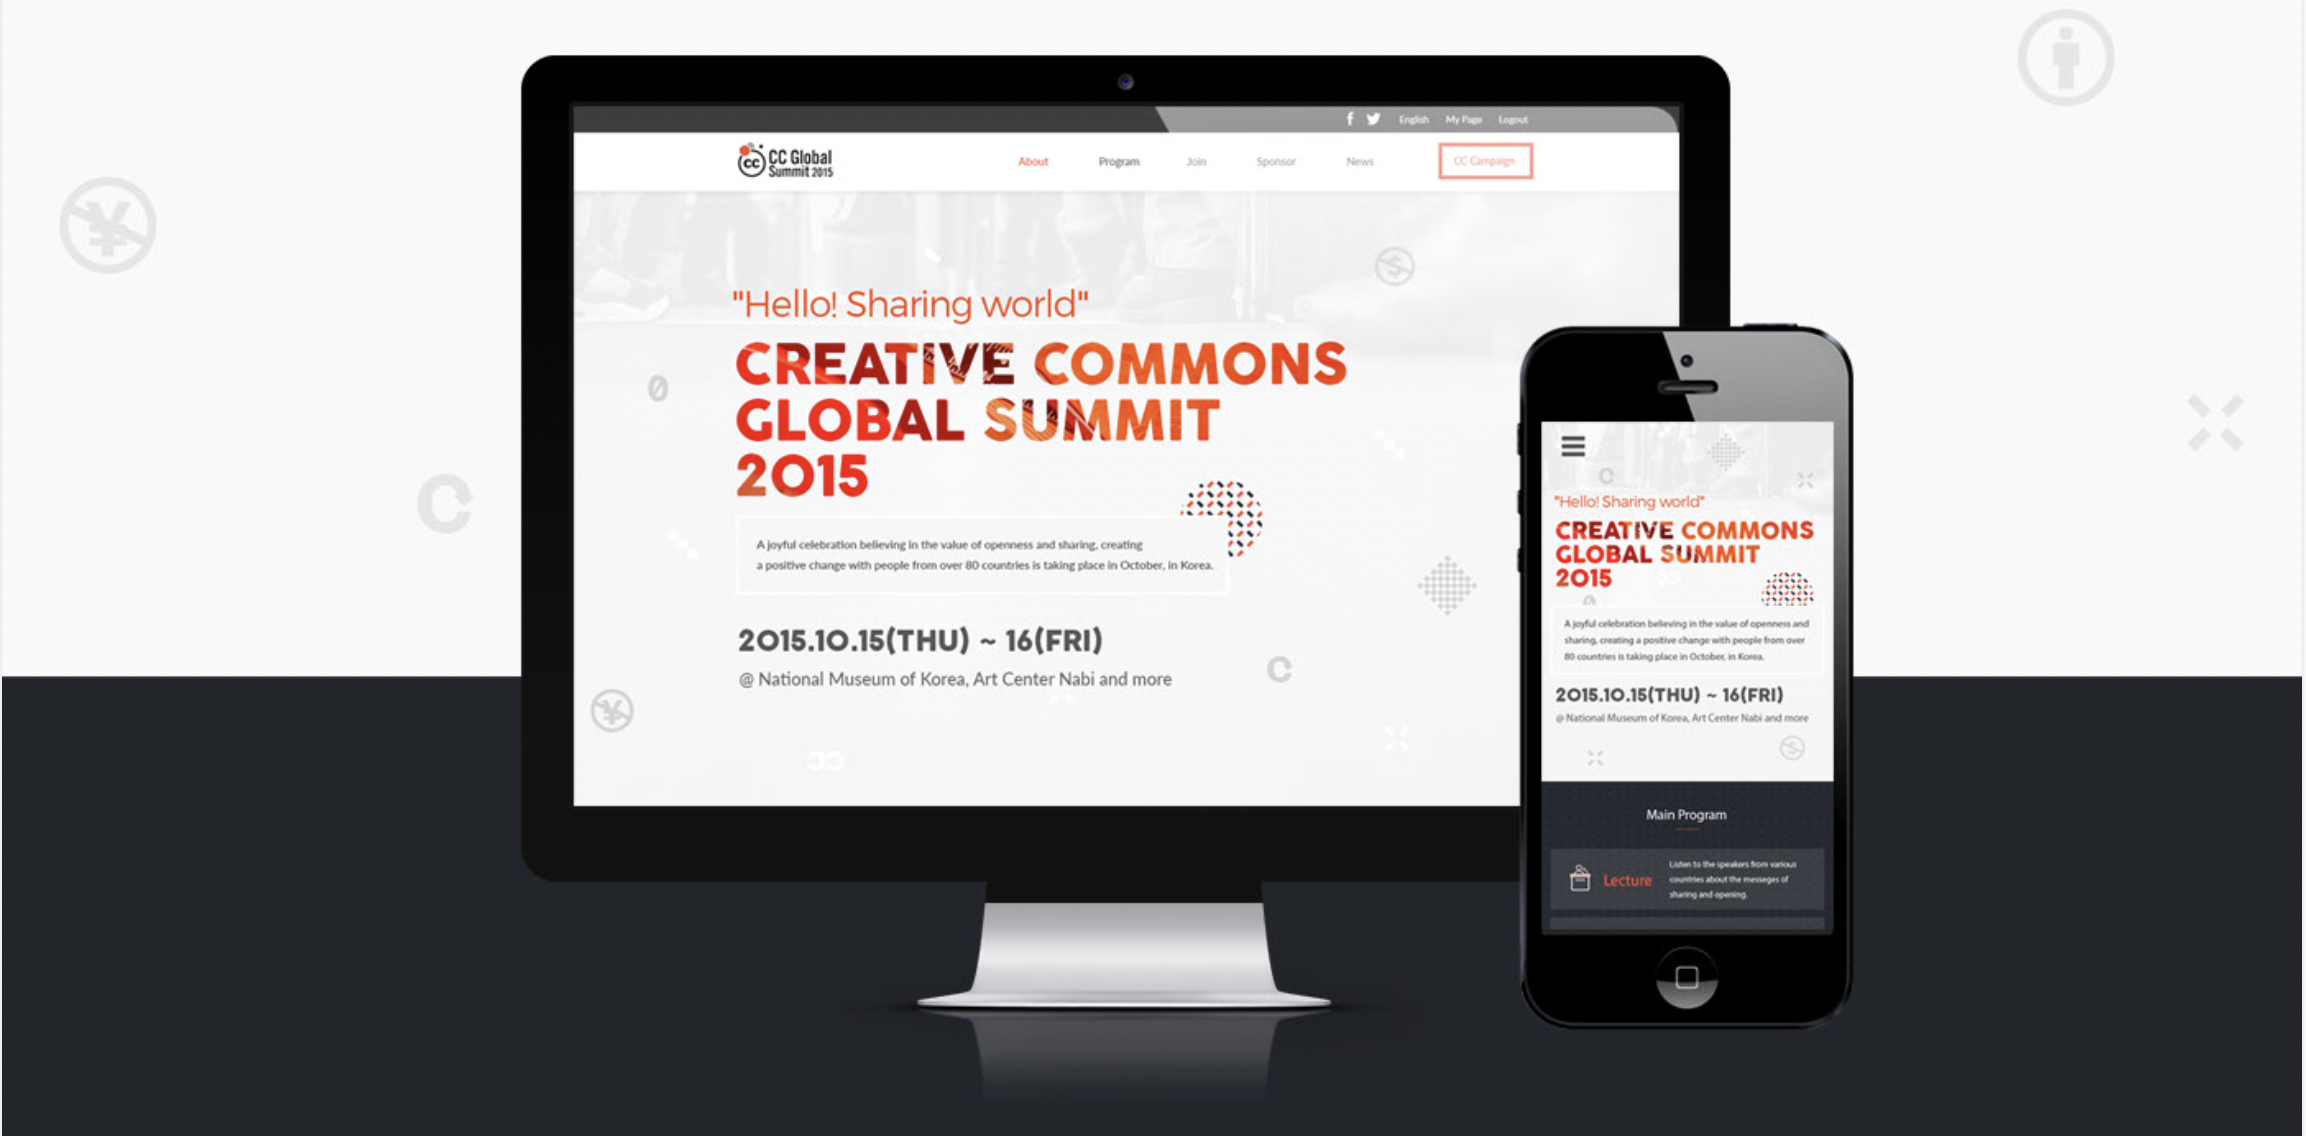 English My Page Logout
cc CC Global
Summit 2015
About Program Join Sponsor News CC Campaign
"Hello! Sharing world"
CREATIVE COMMONS
GLOBAL SUMMIT
2015
A joyful celebration believing in the value of openness and sharing, creating
a positive change with people from over 80 countries is taking place in October, in Korea.
2015.10.15(THU) ~ 16(FRI)
@ National Museum of Korea, Art Center Nabi and more
"Hello! Sharing world"
CREATIVE COMMONS
GLOBAL SUMMIT
2015
A joyful celebration believing in the value of openness and
sharing, creating a positive change with people from over
80 countries is taking place in October, in Korea.
2015.10.15(THU) ~ 16(FRI)
@ National Museum of Korea, Art Center Nabi and more
Main Program
Lecture
Listen to the speakers from various
countries about the messeges of
sharing and opening.